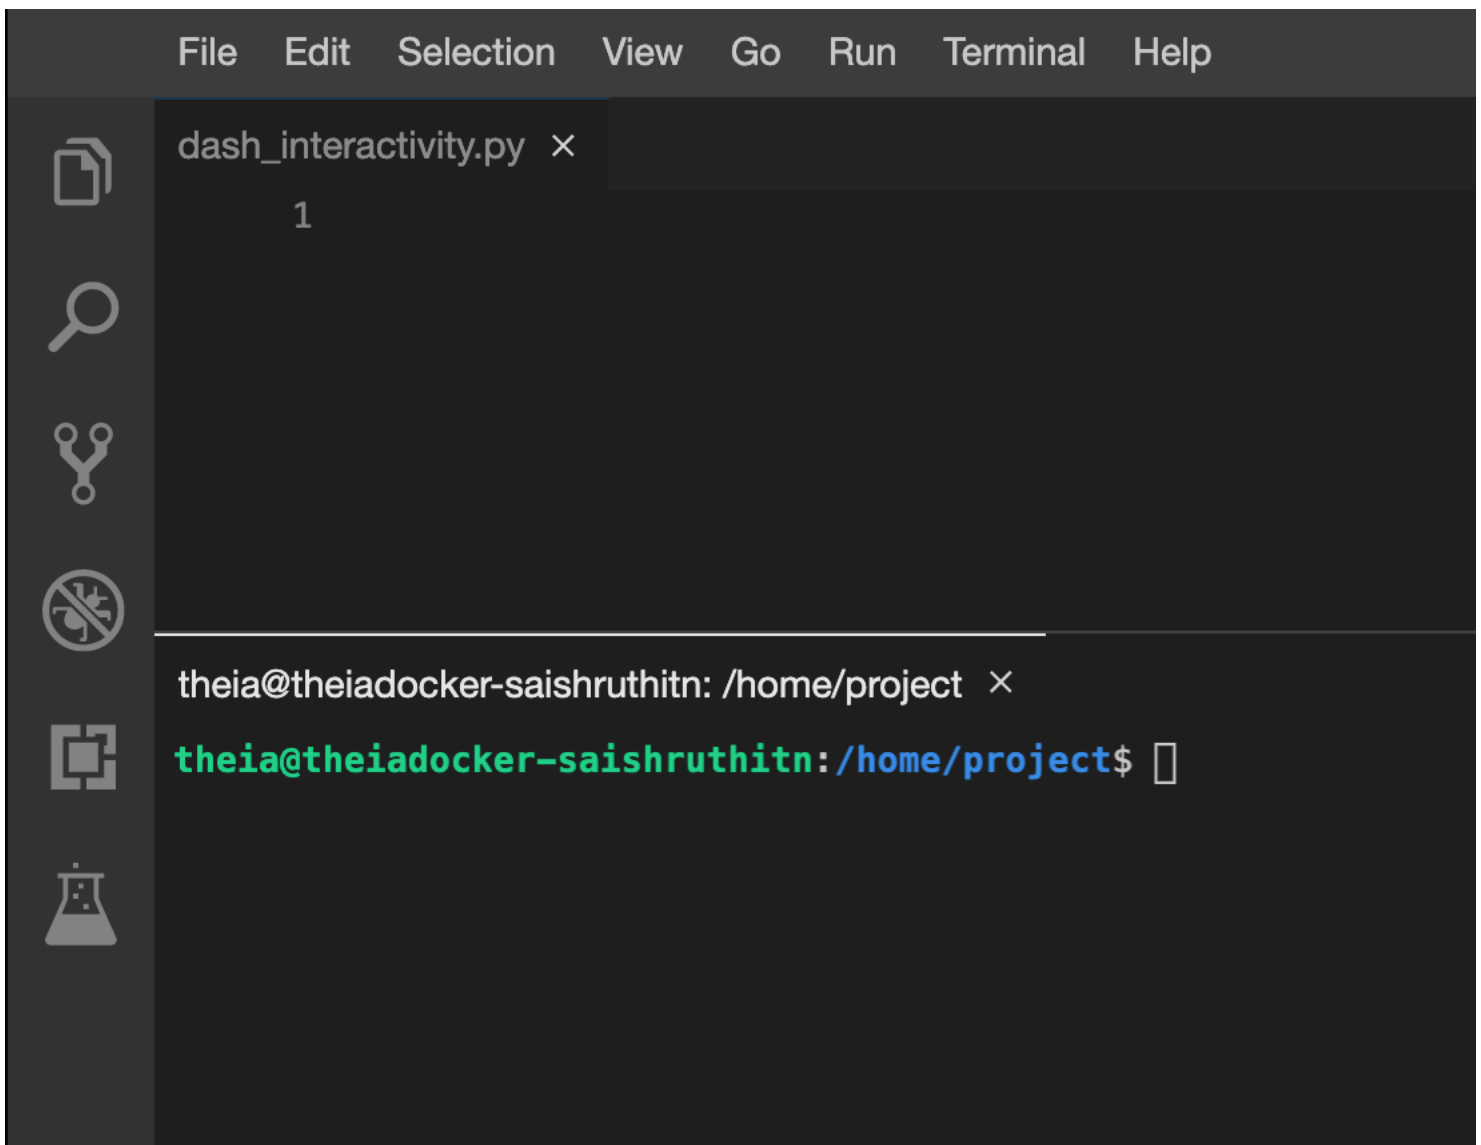 File Edit Selection View Go Run Terminal Help
dash_interactivity.py ×
1
theia@theiadocker-saishruthitn: /home/project ×
theia@theiadocker-saishruthitn:/home/project$